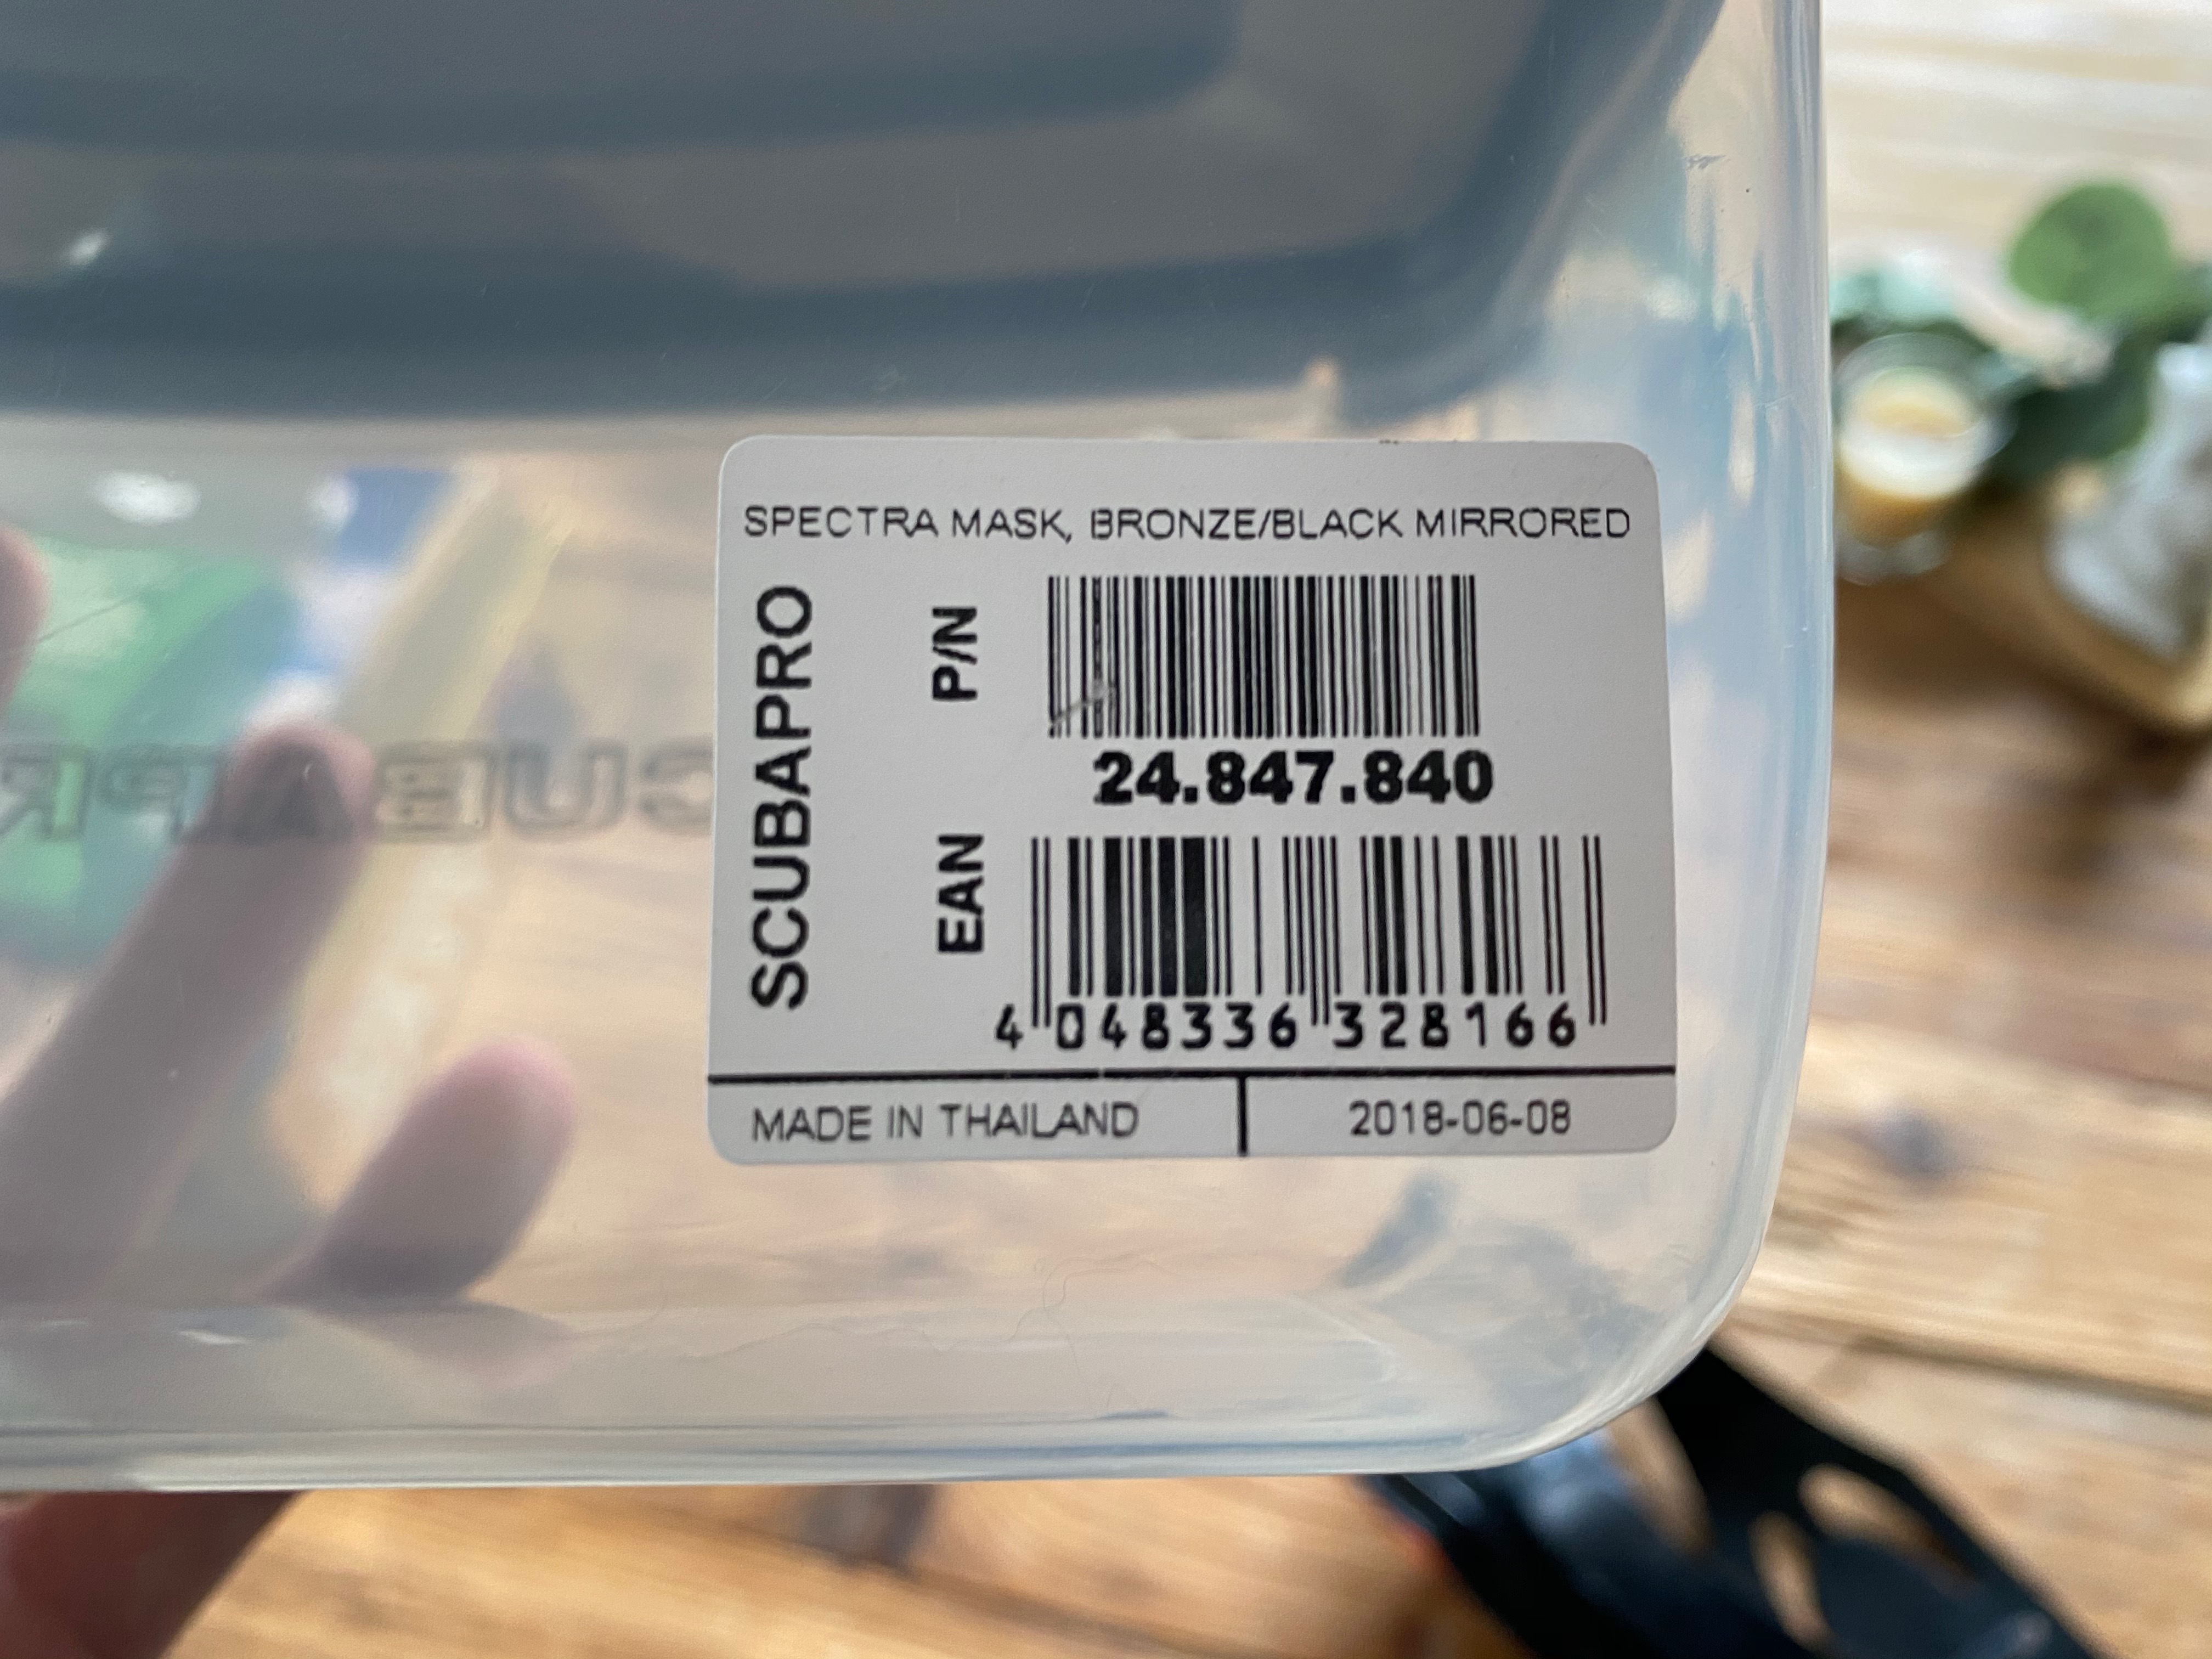 SPECTRA MASK, BRONZE/BLACK MIRRORED
SCUBAPRO
P/N
24.847.840
EAN
4 048336 328166
MADE IN THAILAND
2018-06-08
SCUBAPR